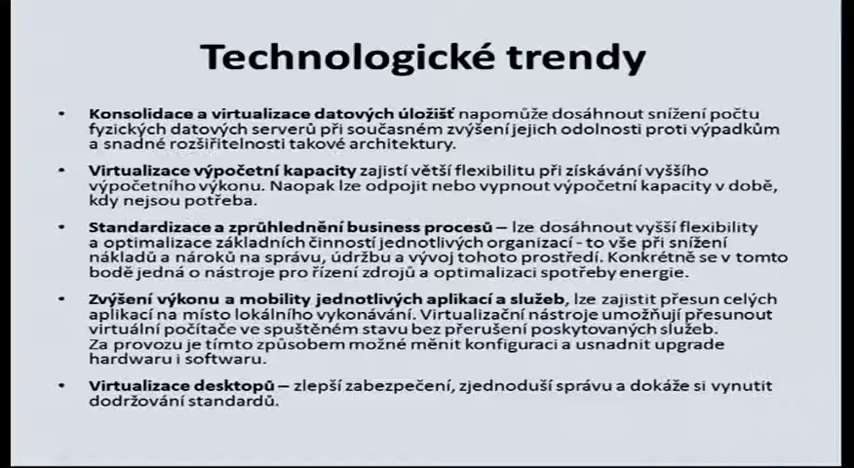 Technologické trendy
• Konsolidace a virtualizace datových úložišť napomůže dosáhnout snížení počtu
fyzických datových serverů při současném zvýšení jejich odolnosti proti výpadkům
a snadné rozšiřitelnosti takové architektury.
• Virtualizace výpočetní kapacity zajistí větší flexibilitu při získávání vyššího
výpočetního výkonu. Naopak lze odpojit nebo vypnout výpočetní kapacity v době,
kdy nejsou potřeba.
• Standardizace a zprůhlednění business procesů – lze dosáhnout vyšší flexibility
a optimalizace základních činností jednotlivých organizací - to vše při snížení
nákladů a nároků na správu, údržbu a vývoj tohoto prostředí. Konkrétně se v tomto
bodě jedná o nástroje pro řízení zdrojů a optimalizaci spotřeby energie.
• Zvýšení výkonu a mobility jednotlivých aplikací a služeb, lze zajistit přesun celých
aplikací na místo lokálního vykonávání. Virtualizační nástroje umožňují přesunout
virtuální počítače ve spuštěném stavu bez přerušení poskytovaných služeb.
Za provozu je tímto způsobem možné měnit konfiguraci a usnadnit upgrade
hardwaru i softwaru.
• Virtualizace desktopů – zlepší zabezpečení, zjednoduší správu a dokáže si vynutit
dodržování standardů.